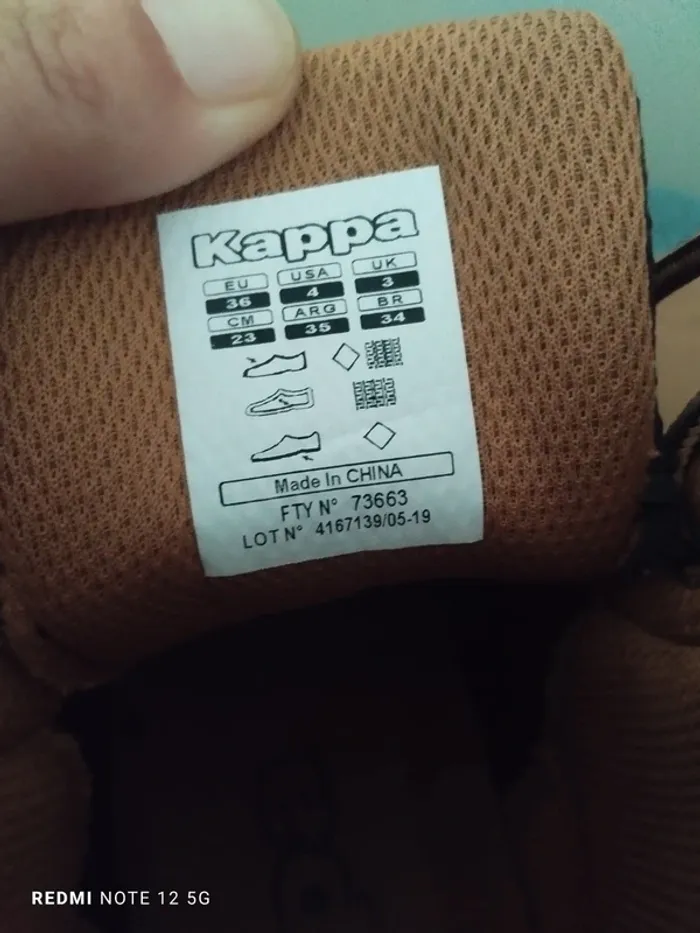 Kappa
EU USA UK
36 4 3
CM ARG BR
23 35 34
Made In CHINA
FTY N° 73663
LOT N° 4167139/05-19
REDMI NOTE 12 5G